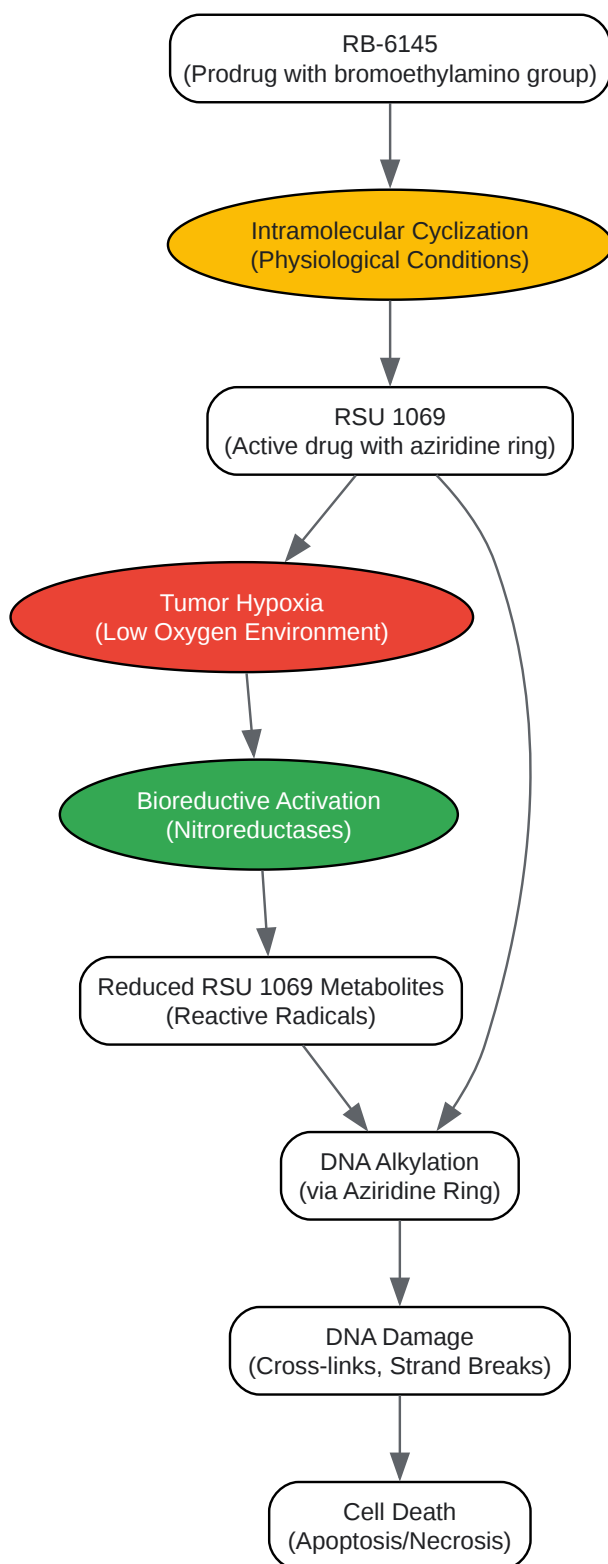 RB-6145
(Prodrug with bromoethylamino group)
Intramolecular Cyclization
(Physiological Conditions)
RSU 1069
(Active drug with aziridine ring)
Tumor Hypoxia
(Low Oxygen Environment)
Bioreductive Activation
(Nitroreductases)
Reduced RSU 1069 Metabolites
(Reactive Radicals)
DNA Alkylation
(via Aziridine Ring)
DNA Damage
(Cross-links, Strand Breaks)
Cell Death
(Apoptosis/Necrosis)